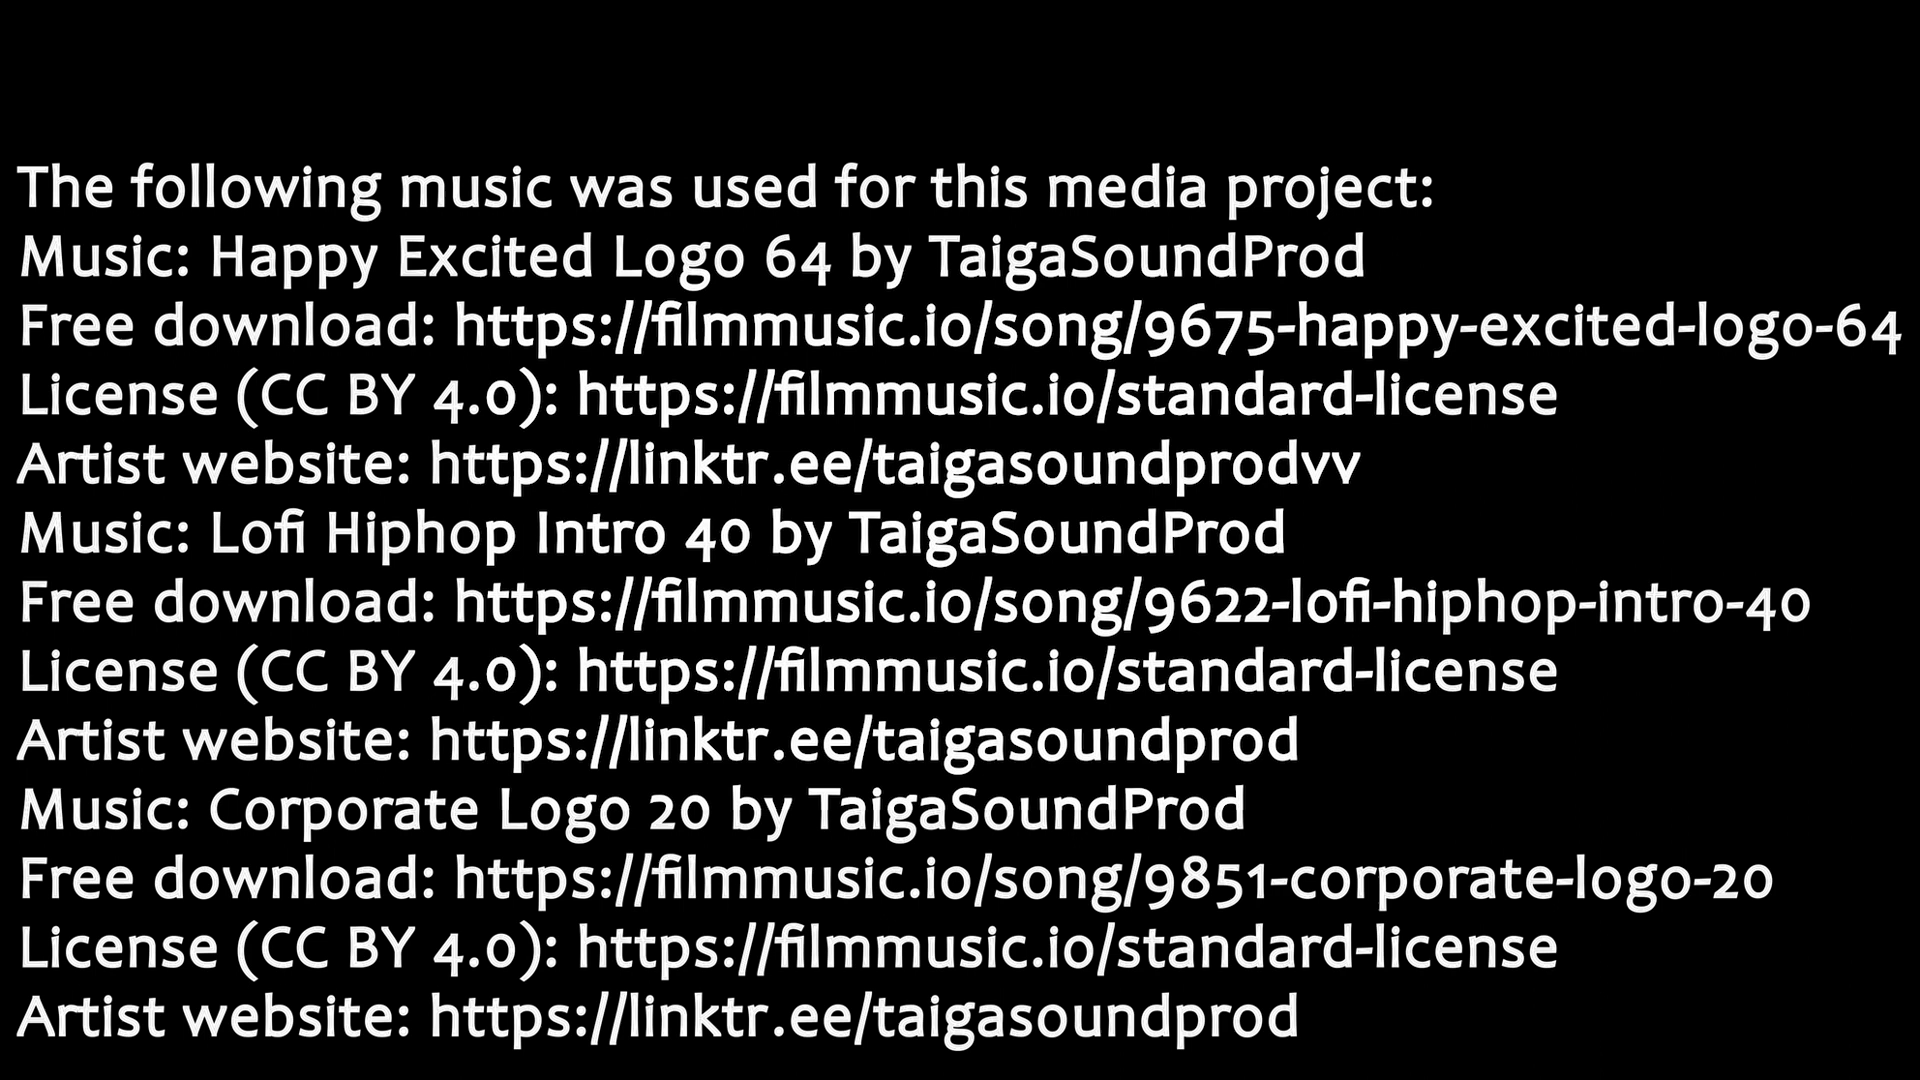 The following music was used for this media project:
Music: Happy Excited Logo 64 by TaigaSoundProd
Free download: https://filmmusic.io/song/9675-happy-excited-logo-64
License (CC BY 4.0): https://filmmusic.io/standard-license
Artist website: https://linktr.ee/taigasoundprodvv
Music: Lofi Hiphop Intro 40 by TaigaSoundProd
Free download: https://filmmusic.io/song/9622-lofi-hiphop-intro-40
License (CC BY 4.0): https://filmmusic.io/standard-license
Artist website: https://linktr.ee/taigasoundprod
Music: Corporate Logo 20 by TaigaSoundProd
Free download: https://filmmusic.io/song/9851-corporate-logo-20
License (CC BY 4.0): https://filmmusic.io/standard-license
Artist website: https://linktr.ee/taigasoundprod